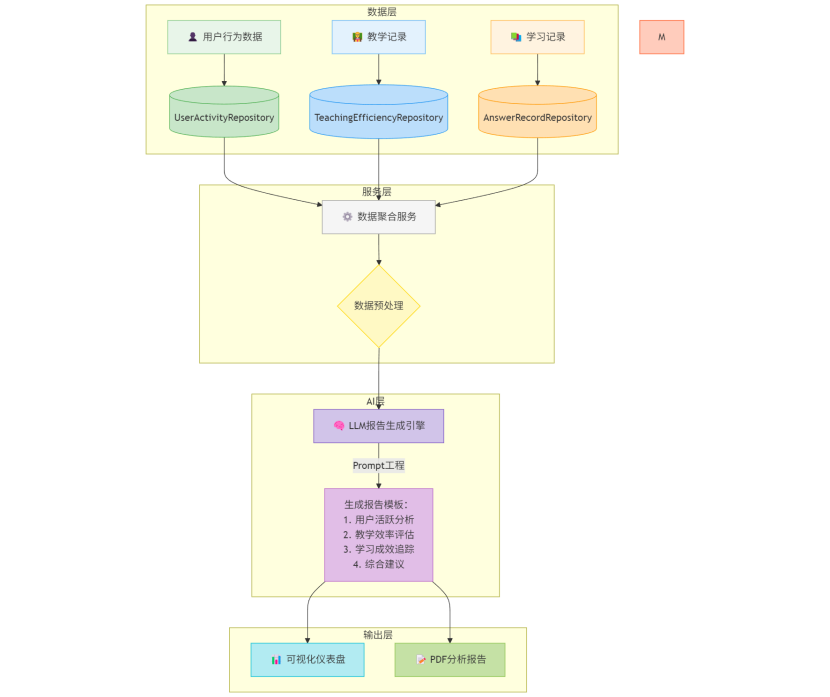 数据层
用户行为数据
教学记录
学习记录
M
UserActivityRepository
TeachingEfficiencyRepository
AnswerRecordRepository
服务层
数据聚合服务
数据预处理
AI层
LLM报告生成引擎
Prompt工程
生成报告模板：
1. 用户活跃分析
2. 教学效率评估
3. 学习成效追踪
4. 综合建议
输出层
可视化仪表盘
PDF分析报告